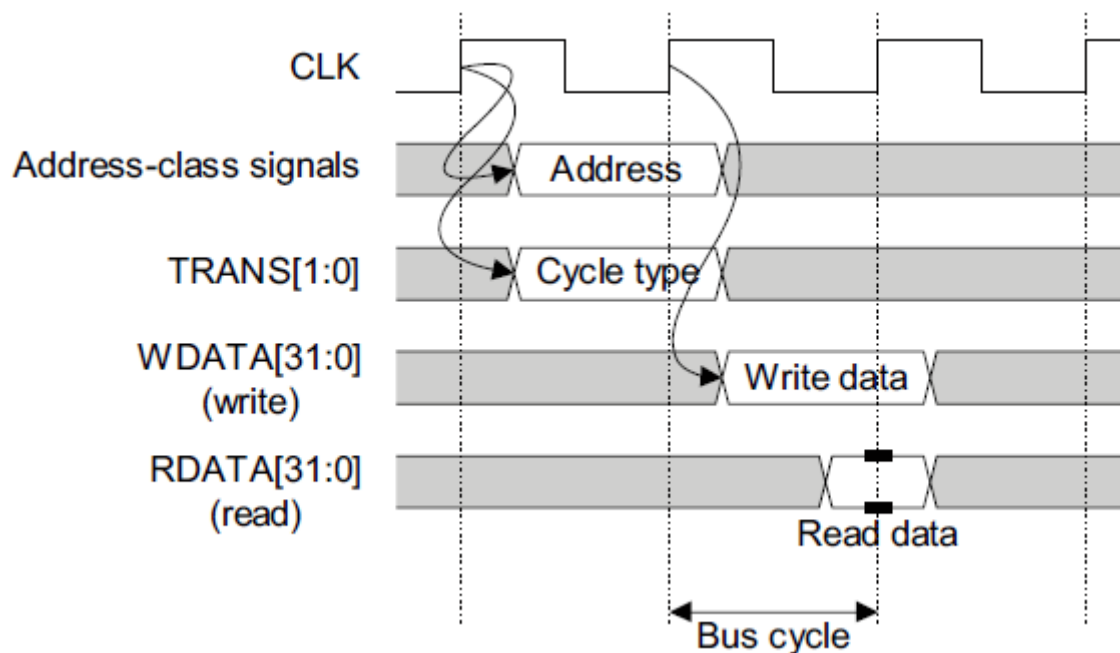 CLK
Address-class signals
Address
TRANS[1:0]
Cycle type
WDATA[31:0]
(write)
Write data
RDATA[31:0]
(read)
Read data
Bus cycle